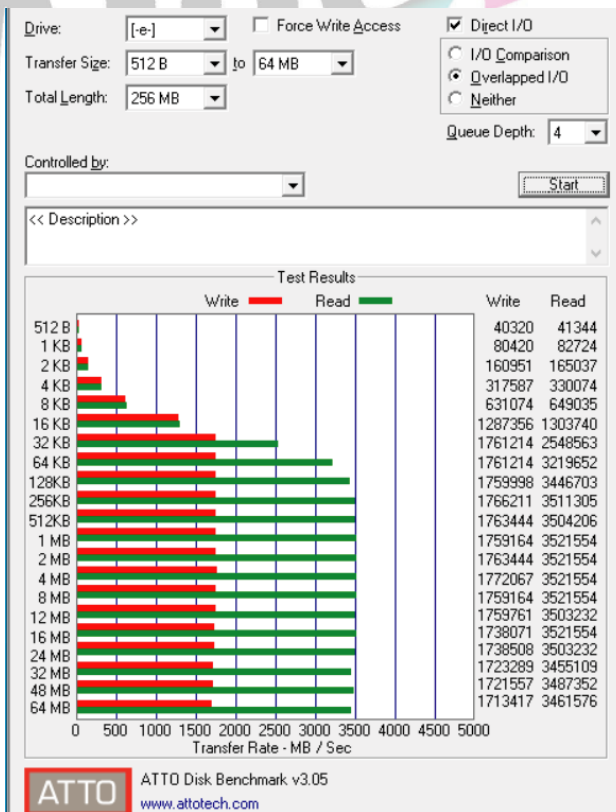 Drive: [-e-] Force Write Access Direct I/O
Transfer Size: 512 B to 64 MB I/O Comparison
Overlapped I/O
Total Length: 256 MB Neither
Queue Depth: 4
Controlled by:
Start
<< Description >>
Test Results
Write Read Write Read
512 B 40320 41344
1 KB 80420 82724
2 KB 160951 165037
4 KB 317587 330074
8 KB 631074 649035
16 KB 1287356 1303740
32 KB 1761214 2548563
64 KB 1761214 3219652
128KB 1759998 3446703
256KB 1766211 3511305
512KB 1763444 3504206
1 MB 1759164 3521554
2 MB 1763444 3521554
4 MB 1772067 3521554
8 MB 1759164 3521554
12 MB 1759761 3503232
16 MB 1738071 3521554
24 MB 1738508 3503232
32 MB 1723289 3455109
48 MB 1721557 3487352
64 MB 1713417 3461576
0 500 1000 1500 2000 2500 3000 3500 4000 4500 5000
Transfer Rate - MB / Sec
ATTO
ATTO Disk Benchmark v3.05
www.attotech.com